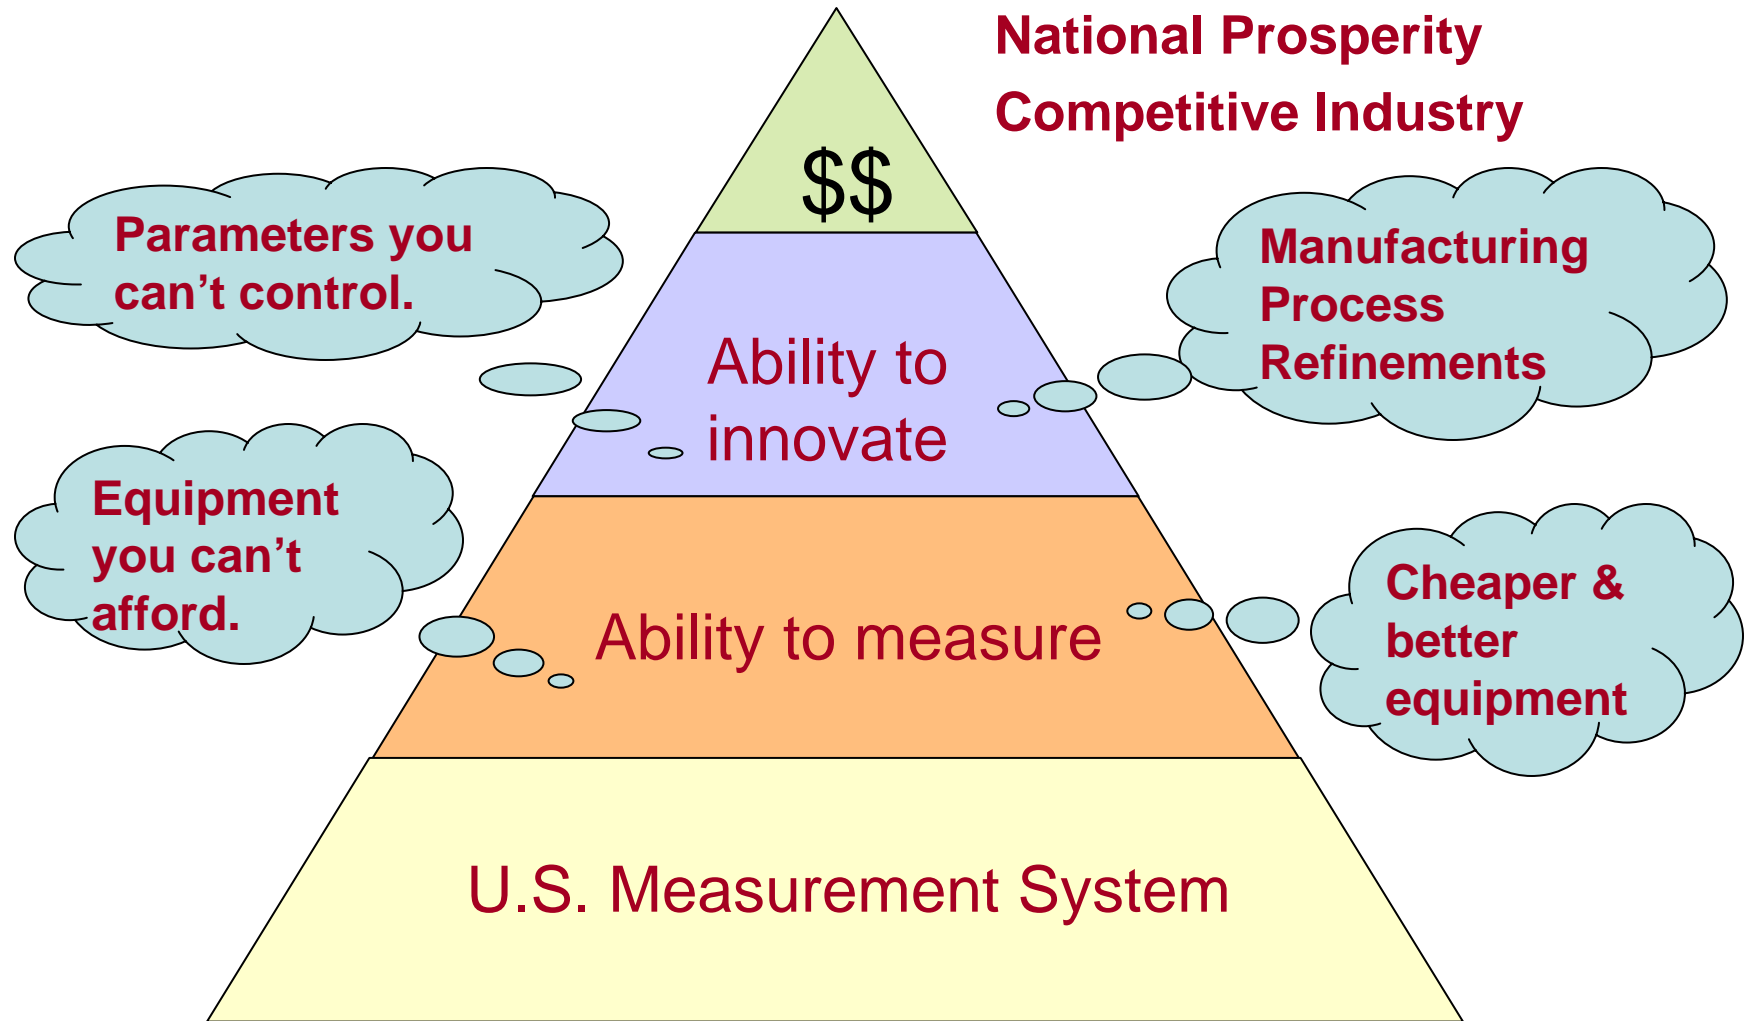 National Prosperity
Competitive Industry
$$
Parameters you
can’t control.
Manufacturing
Process
Refinements
Ability to
innovate
Equipment
you can’t
afford.
Cheaper &
better
equipment
Ability to measure
U.S. Measurement System